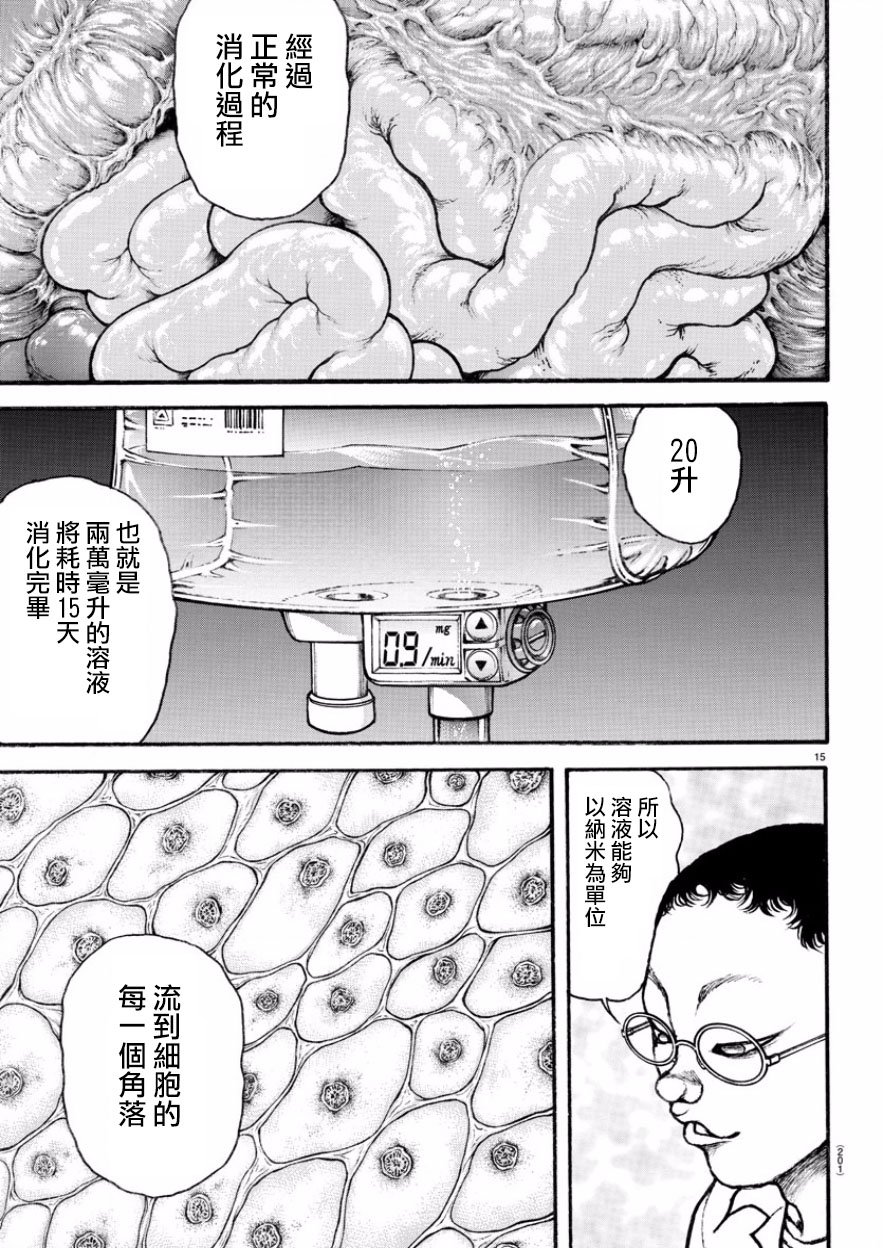 經過
正常的
消化過程
20
升
也就是
兩萬毫升的溶液
將耗時15天
消化完畢
mg
0.9/min
15
所以
溶液能夠
以納米為單位
流到細胞的
每一個角落
(201)